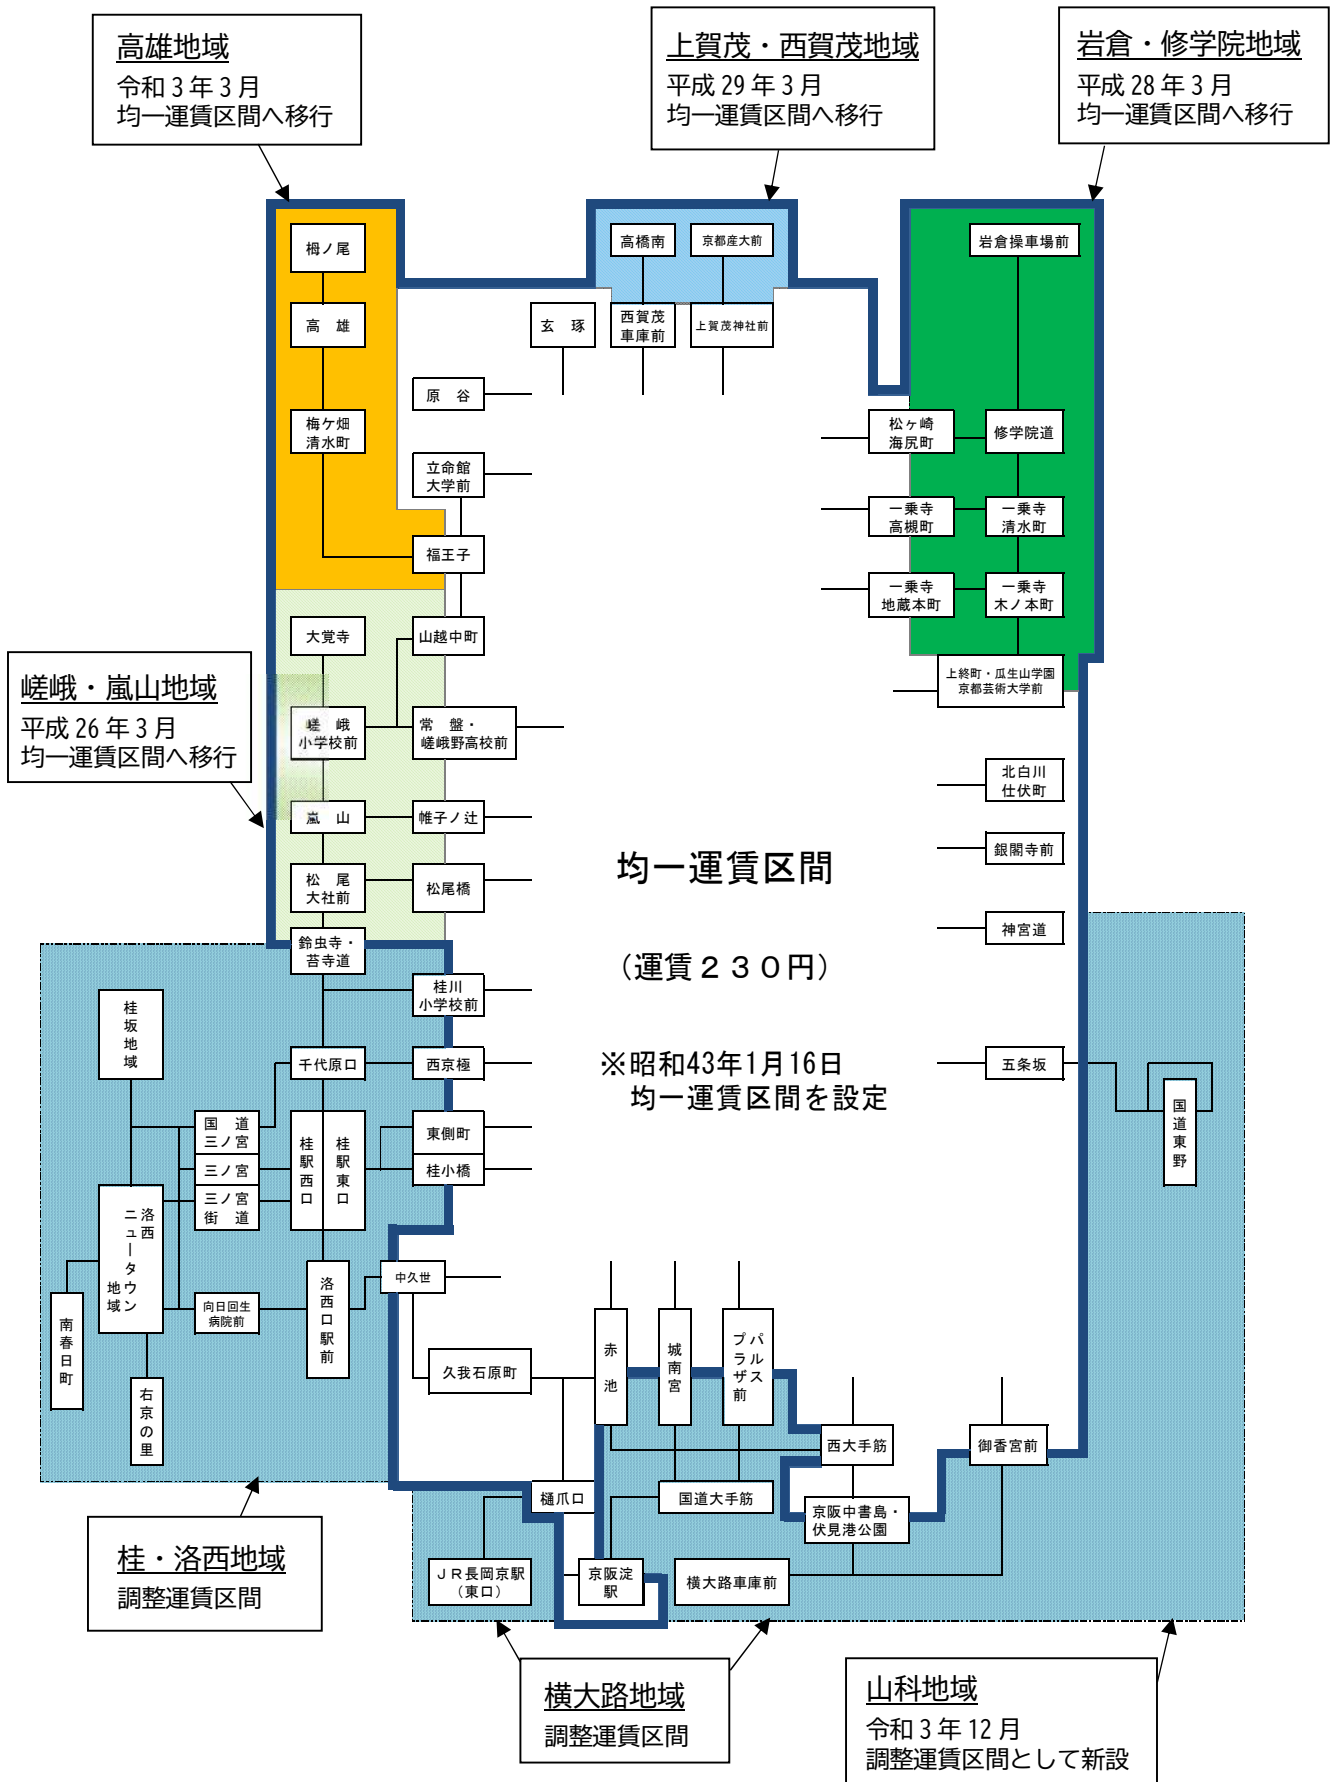 高雄地域
令和3年3月
均一運賃区間へ移行
上賀茂・西賀茂地域
平成29年3月
均一運賃区間へ移行
岩倉・修学院地域
平成28年3月
均一運賃区間へ移行
栂ノ尾
高橋南
京都産大前
岩倉操車場前
高　雄
玄　琢
西賀茂
車庫前
上賀茂神社前
原　谷
梅ケ畑
清水町
松ヶ崎
海尻町
修学院道
立命館
大学前
一乗寺
高槻町
一乗寺
清水町
福王子
一乗寺
地蔵本町
一乗寺
木ノ本町
大覚寺
山越中町
上終町・瓜生山学園
京都芸術大学前
嵯峨・嵐山地域
平成26年3月
均一運賃区間へ移行
嵯　峨
小学校前
常　盤・
嵯峨野高校前
北白川
仕伏町
嵐　山
帷子ノ辻
銀閣寺前
均一運賃区間
松　尾
大社前
松尾橋
神宮道
鈴虫寺・
苔寺道
（運賃２３０円）
桂川
小学校前
桂坂地域
千代原口
西京極
※昭和43年1月16日
均一運賃区間を設定
五条坂
国道東野
国　道
三ノ宮
三ノ宮
三ノ宮
街　道
桂駅西口
桂駅東口
東側町
桂小橋
洛西
ニュータウン
地域
中久世
向日回生
病院前
洛西口駅前
南春日町
右京の里
久我石原町
赤　池
城南宮
パルス
プラザ前
西大手筋
御香宮前
樋爪口
国道大手筋
京阪中書島・
伏見港公園
ＪＲ長岡京駅
（東口）
京阪淀
駅
横大路車庫前
桂・洛西地域
調整運賃区間
横大路地域
調整運賃区間
山科地域
令和3年12月
調整運賃区間として新設